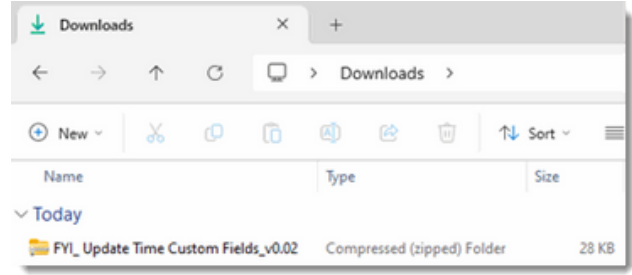 Downloads
Downloads
New
Sort
Name Type Size
Today
FYI_ Update Time Custom Fields_v0.02 Compressed (zipped) Folder 28 KB